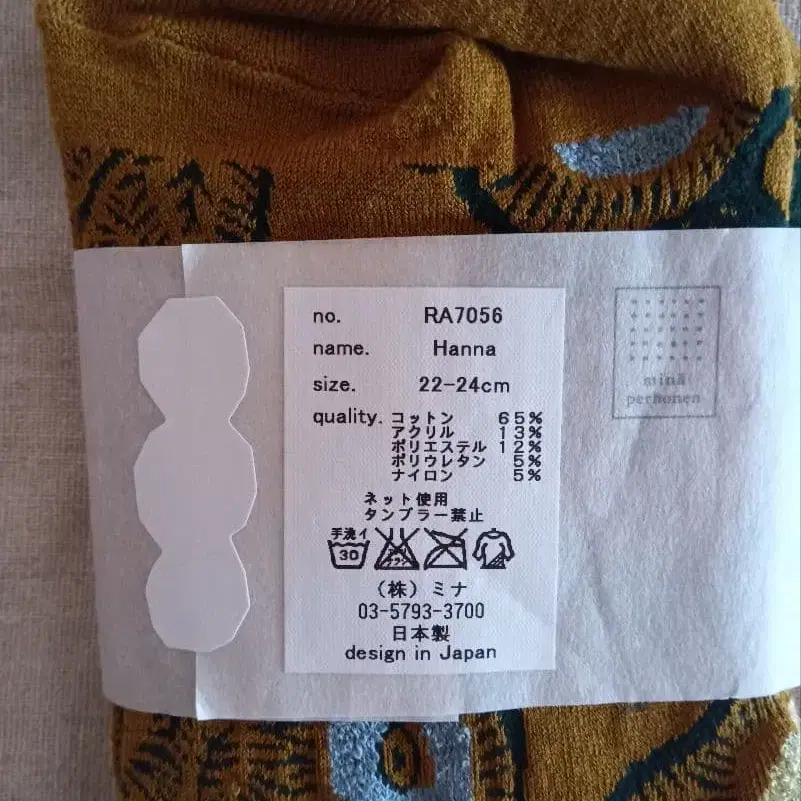 no. RA7056
name. Hanna
size. 22-24cm
quality. コットン 65%
アクリル 13%
ポリエステル 12%
ポリウレタン 5%
ナイロン 5%
ネット使用
タンブラー禁止
手洗イ
30
（株）ミナ
03-5793-3700
日本製
design in Japan
minä
perhonen